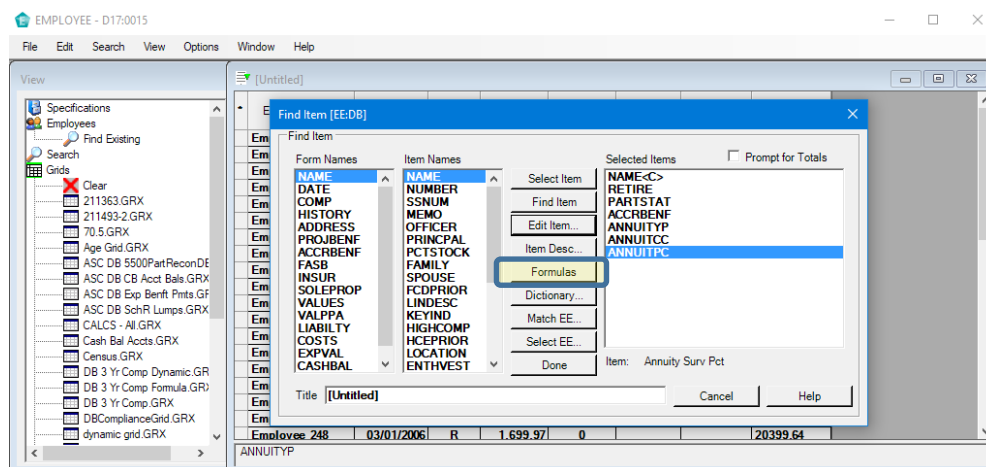 EMPLOYEE - D17:0015
File Edit Search View Options Window Help
View
Specifications
Employees
Find Existing
Search
Grids
Clear
211363.GRX
211493-2.GRX
70.5.GRX
Age Grid.GRX
ASC DB 5500PartReconDE
ASC DB CB Acct Bals.GRX
ASC DB Exp Benft Pmts.GF
ASC DB SchR Lumps.GRX
CALCS - All.GRX
Cash Bal Accts.GRX
Census.GRX
DB 3 Yr Comp Dynamic.GR
DB 3 Yr Comp Formula.GR
DB 3 Yr Comp.GRX
DBComplianceGrid.GRX
dynamic grid.GRX
[Untitled]
Find Item [EE:DB]
Find Item
Form Names
NAME
DATE
COMP
HISTORY
ADDRESS
PROJBENF
ACCRBENF
FASB
INSUR
SOLEPROP
VALUES
VALPPA
LIABILTY
COSTS
EXPVAL
CASHBAL
Item Names
NAME
NUMBER
SSNUM
MEMO
OFFICER
PRINCPAL
PCTSTOCK
FAMILY
SPOUSE
FCDPRIOR
LINDESC
KEYIND
HIGHCOMP
HCEPRIOR
LOCATION
ENTHVEST
Select Item
Find Item
Edit Item...
Item Desc...
Formulas
Dictionary...
Match EE...
Select EE...
Done
Selected Items
Prompt for Totals
NAME<C>
RETIRE
PARTSTAT
ACCRBENF
ANNUITYP
ANNUITCC
ANNUITPC
Item: Annuity Surv Pct
Title [Untitled]
Cancel
Help
Employee 248 03/01/2006 R 1,699.97 0 20399.64
ANNUITYP